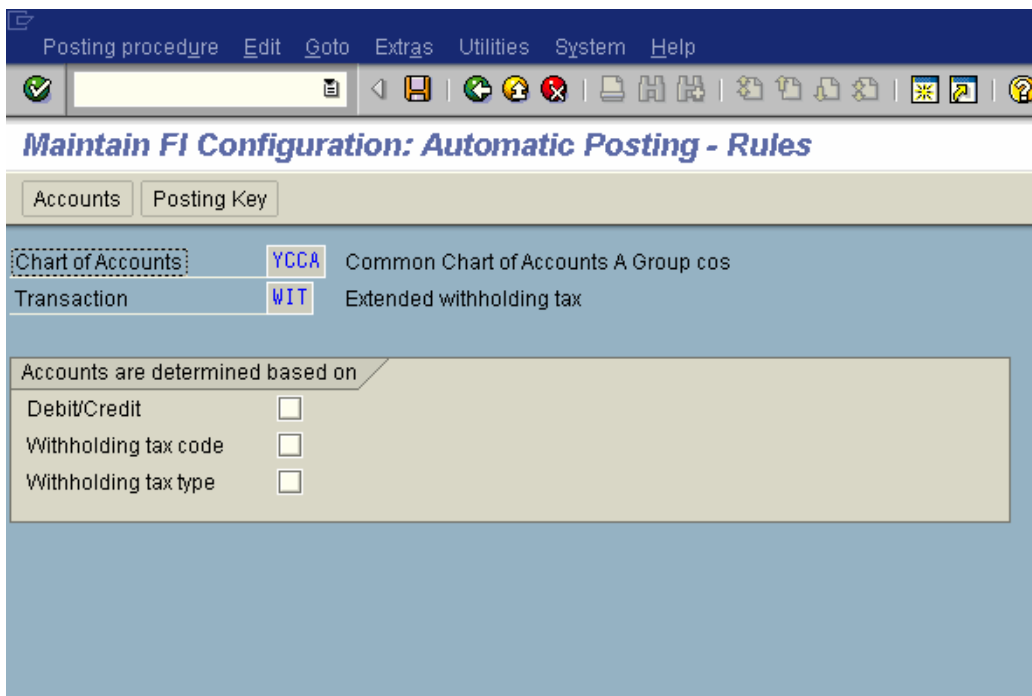 Posting procedure Edit Goto Extras Utilities System Help
Maintain FI Configuration: Automatic Posting - Rules
Accounts Posting Key
Chart of Accounts YCCA Common Chart of Accounts A Group cos
Transaction WIT Extended withholding tax
Accounts are determined based on
Debit/Credit
Withholding tax code
Withholding tax type